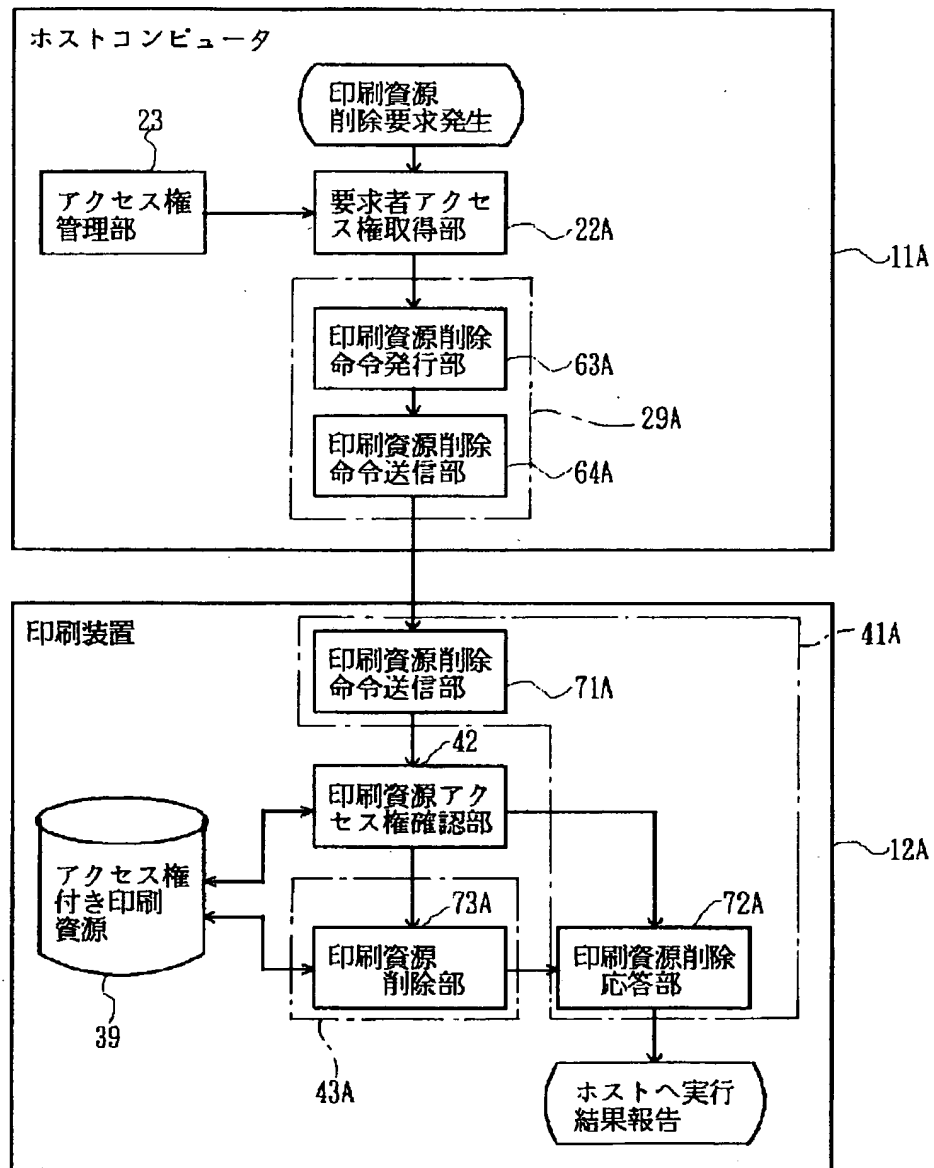 ホストコンピュータ
印刷資源
削除要求発生
23
アクセス権
管理部
要求者アクセ
ス権取得部
22A
11A
印刷資源削除
命令発行部
63A
29A
印刷資源削除
命令送信部
64A
印刷装置
41A
印刷資源削除
命令送信部
71A
42
印刷資源アク
セス権確認部
12A
アクセス権
付き印刷
資源
39
73A
印刷資源
削除部
43A
72A
印刷資源削除
応答部
ホストへ実行
結果報告